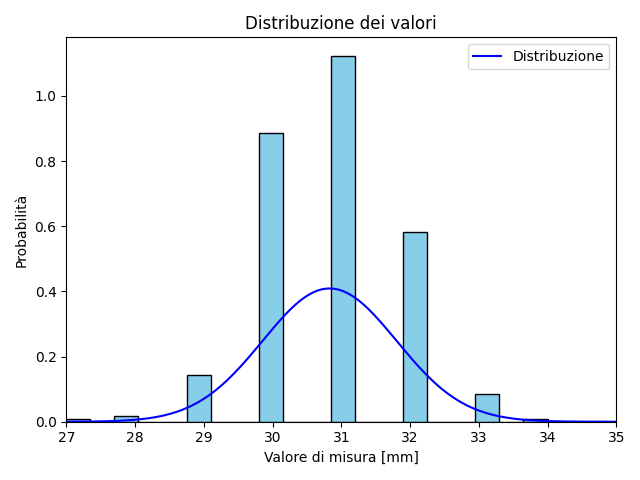 Distribuzione dei valori
Distribuzione
Probabilità
1.0
0.8
0.6
0.4
0.2
0.0
27 28 29 30 31 32 33 34 35
Valore di misura [mm]